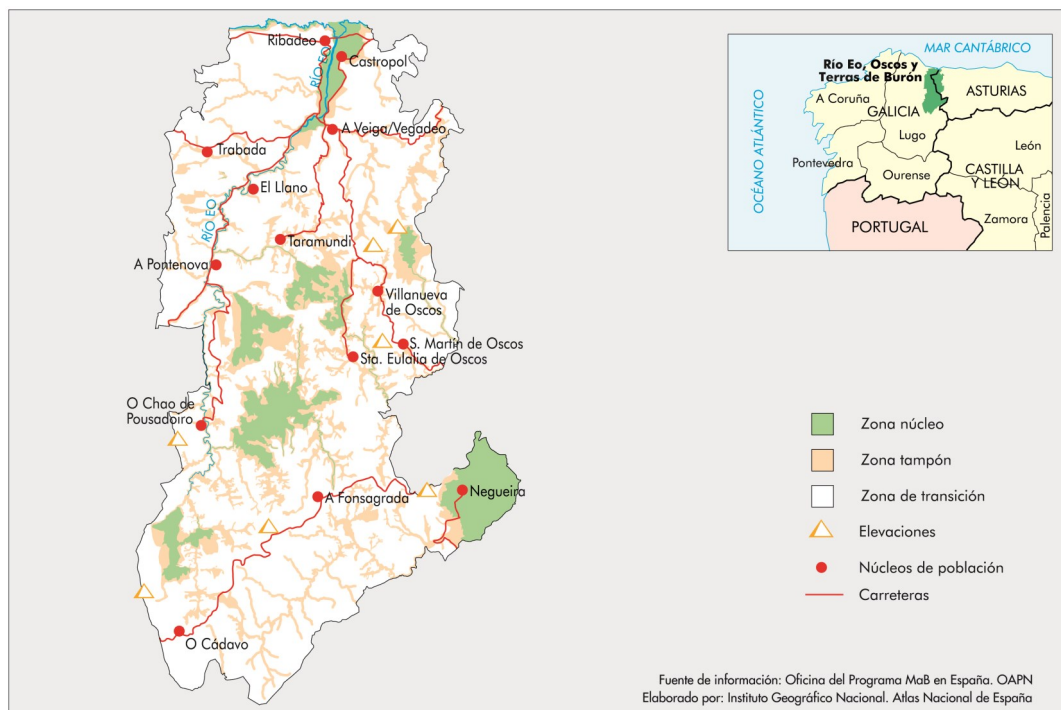 Ribadeo
RÍO EO
Castropol
A Veiga/Vegadeo
Trabada
El Llano
RÍO EO
Taramundi
A Pontenova
Villanueva
de Oscos
S. Martín de Oscos
Sta. Eulalia de Oscos
O Chao de
Pousadoiro
Negueira
A Fonsagrada
O Cádavo
MAR CANTÁBRICO
Río Eo, Oscos y
Terras de Burón
OCÉANO ATLÁNTICO
A Coruña
GALICIA
ASTURIAS
Lugo
León
Pontevedra
Ourense
CASTILLA
Y LEÓN
Zamora
Palencia
PORTUGAL
Zona núcleo
Zona tampón
Zona de transición
Elevaciones
Núcleos de población
Carreteras
Fuente de información: Oficina del Programa MaB en España. OAPN
Elaborado por: Instituto Geográfico Nacional. Atlas Nacional de España